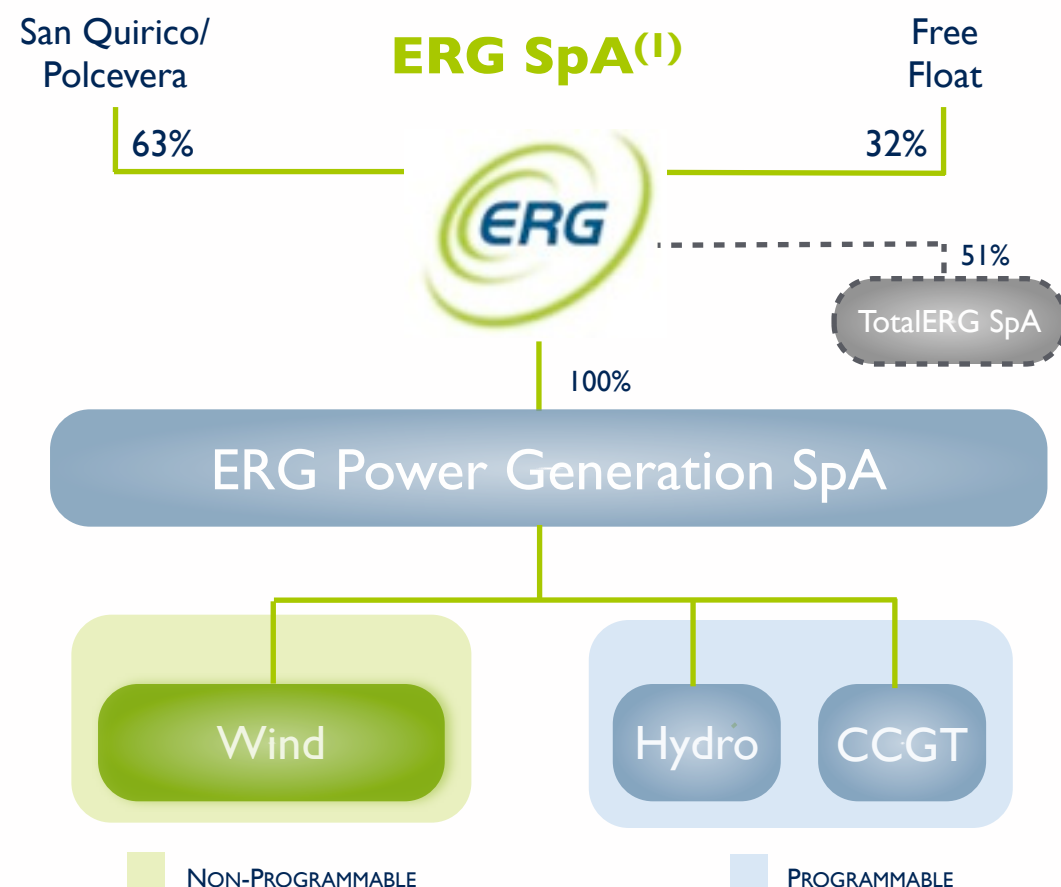 San Quirico/
Polcevera
ERG SpA(1)
Free
Float
63%
32%
ERG
51%
TotalERG SpA
100%
ERG Power Generation SpA
Wind
Hydro
CCGT
NON-PROGRAMMABLE
PROGRAMMABLE